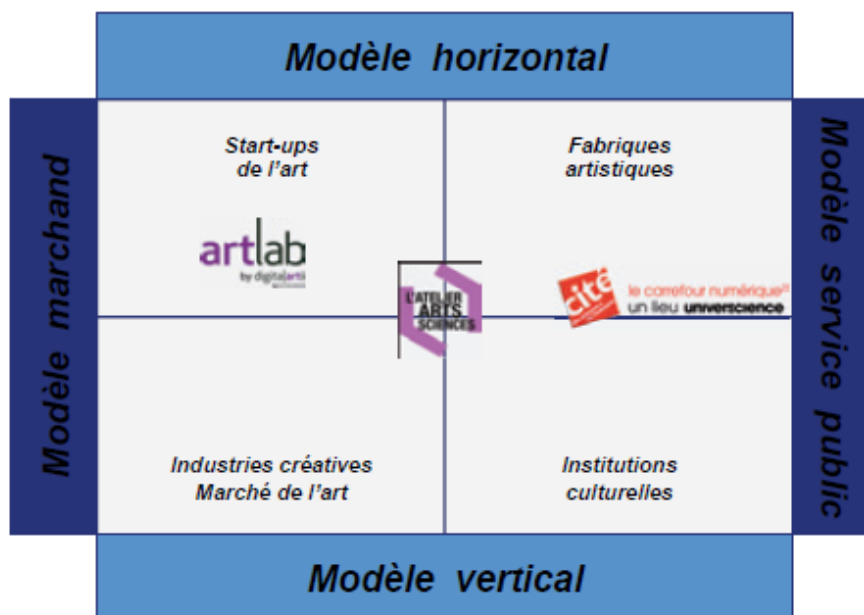 Modèle horizontal
Modèle marchand
Start-ups
de l'art
Fabriques
artistiques
artlab
by digitalarti
L'ATELIER
ARTS
SCIENCES
cité
le carrefour numérique²
un lieu universcience
Modèle service public
Industries créatives
Marché de l'art
Institutions
culturelles
Modèle vertical